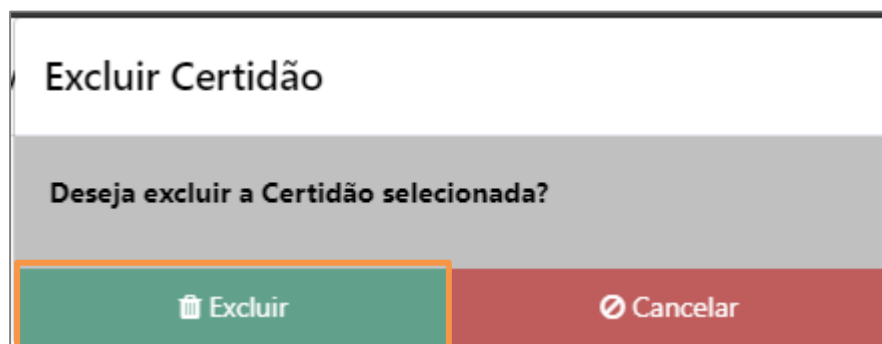 Excluir Certidão
Deseja excluir a Certidão selecionada?
Excluir
Cancelar